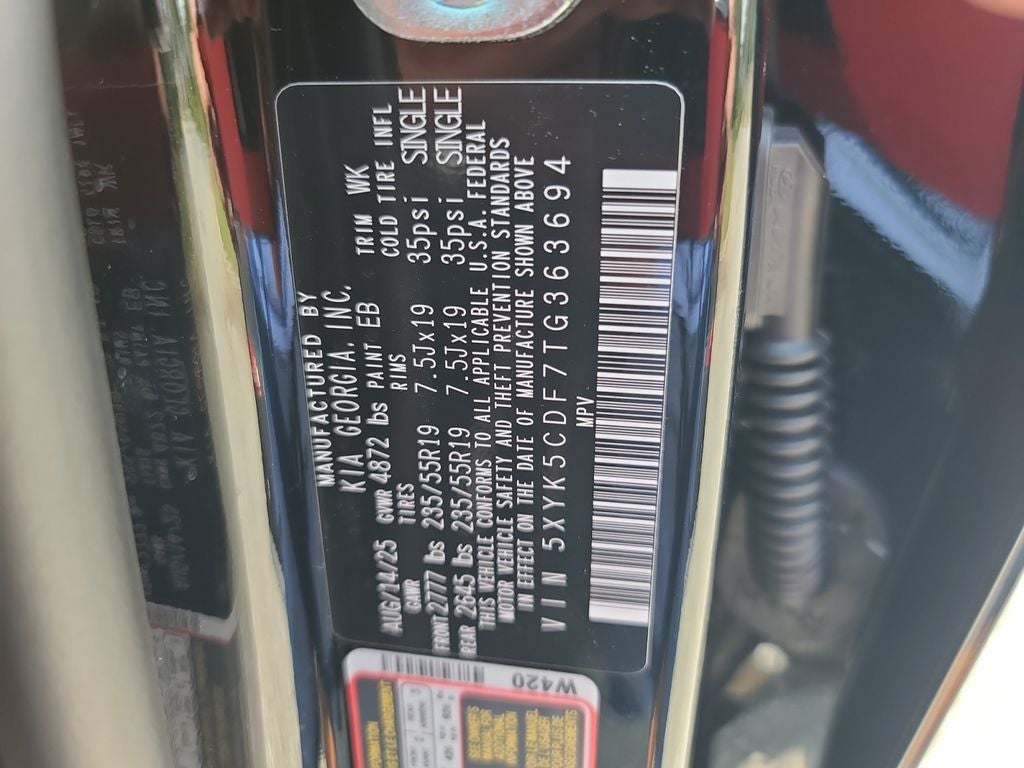 MANUFACTURED BY
KIA GEORGIA, INC.
AUG/14/25 GVWR 4872 lbs PAINT EB TRIM WK
GAWR TIRES RIMS COLD TIRE INFL
FRONT 2777 lbs 235/55R19 7.5Jx19 35psi SINGLE
REAR 2645 lbs 235/55R19 7.5Jx19 35psi SINGLE
THIS VEHICLE CONFORMS TO ALL APPLICABLE U.S.A. FEDERAL
MOTOR VEHICLE SAFETY AND THEFT PREVENTION STANDARDS
IN EFFECT ON THE DATE OF MANUFACTURE SHOWN ABOVE
VIN 5XYK5CDF7TG363694
MPV
W420